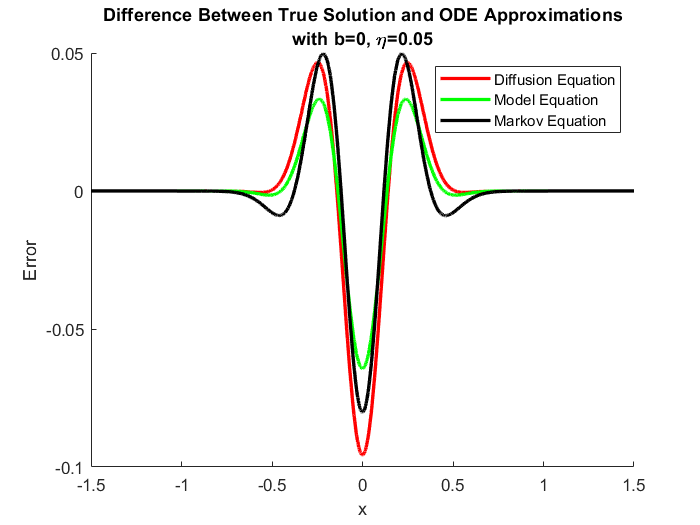 Difference Between True Solution and ODE Approximations
with b=0, η=0.05
0.05
Diffusion Equation
Model Equation
Markov Equation
0
Error
-0.05
-0.1
-1.5 -1 -0.5 0 0.5 1 1.5
x